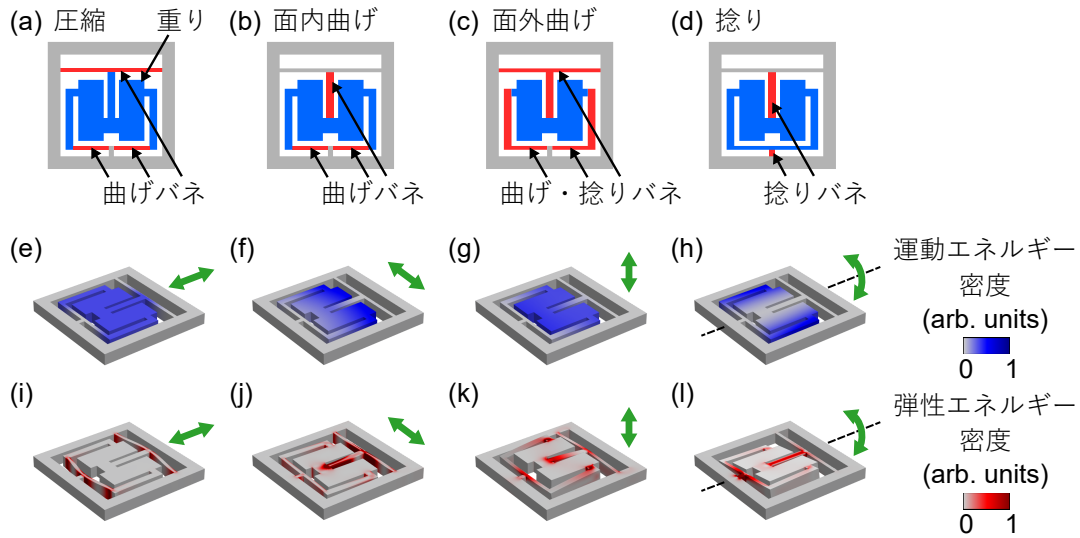 (a) 圧縮 重り (b) 面内曲げ (c) 面外曲げ (d) 捻り
曲げバネ 曲げバネ 曲げ・捻りバネ 捻りバネ
(e) (f) (g) (h) 運動エネルギー
密度
(arb. units)
0 1
(i) (j) (k) (l) 弾性エネルギー
密度
(arb. units)
0 1